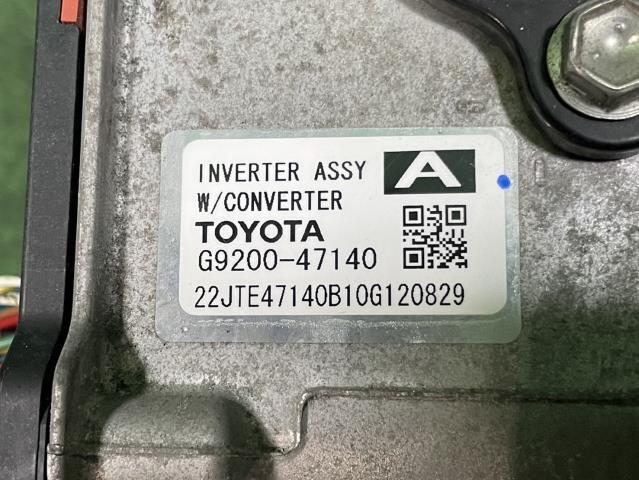 INVERTER ASSY A
W/CONVERTER
TOYOTA
G9200-47140
22JTE47140B10G120829